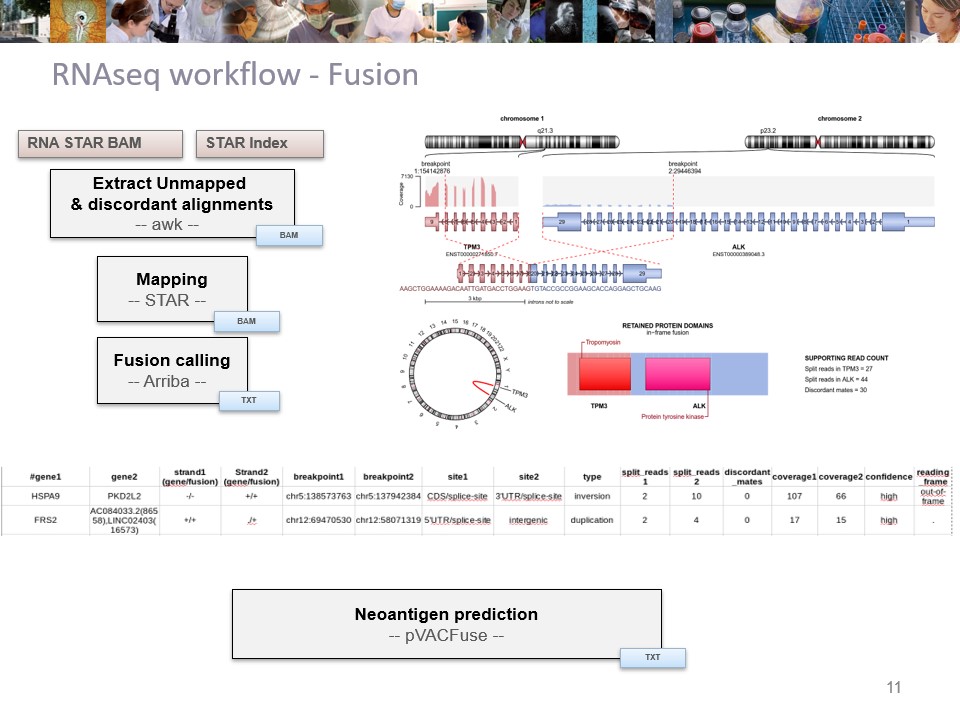 RNAseq workflow - Fusion
RNA STAR BAM
STAR Index
Extract Unmapped
& discordant alignments
-- awk --
BAM
Mapping
-- STAR --
BAM
Fusion calling
-- Arriba --
TXT
chromosome 1
chromosome 2
q21.3
p23.2
breakpoint
1:154142876
breakpoint
2:29446394
7130
Coverage
0
TPM3
ALK
ENST00000389048.3
AAGCTGGAAAAGACAATTGATGACCTGGAAGTGTACCGCCGGAAGCACCAGGAGCTGCAAG
3 kbp
introns not to scale
TPM3
ALK
RETAINED PROTEIN DOMAINS
in-frame fusion
Tropomyosin
TPM3
ALK
Protein tyrosine kinase
SUPPORTING READ COUNT
Split reads in TPM3 = 27
Split reads in ALK = 44
Discordant mates = 30
#gene1 gene2 strand1 (gene/fusion) Strand2 (gene/fusion) breakpoint1 breakpoint2 site1 site2 type split_reads 1 split_reads 2 discordant _mates coverage1 coverage2 confidence reading _frame
HSPA9 PKD2L2 -/- +/+ chr5:138573763 chr5:137942384 CDS/splice-site 3'UTR/splice-site inversion 2 10 0 107 66 high out-of-frame
FRS2 AC084033.2(86558),LINC02403(16573) +/+ ./+ chr12:69470530 chr12:58071319 5'UTR/splice-site intergenic duplication 2 4 0 17 15 high .
Neoantigen prediction
-- pVACFuse --
TXT
11